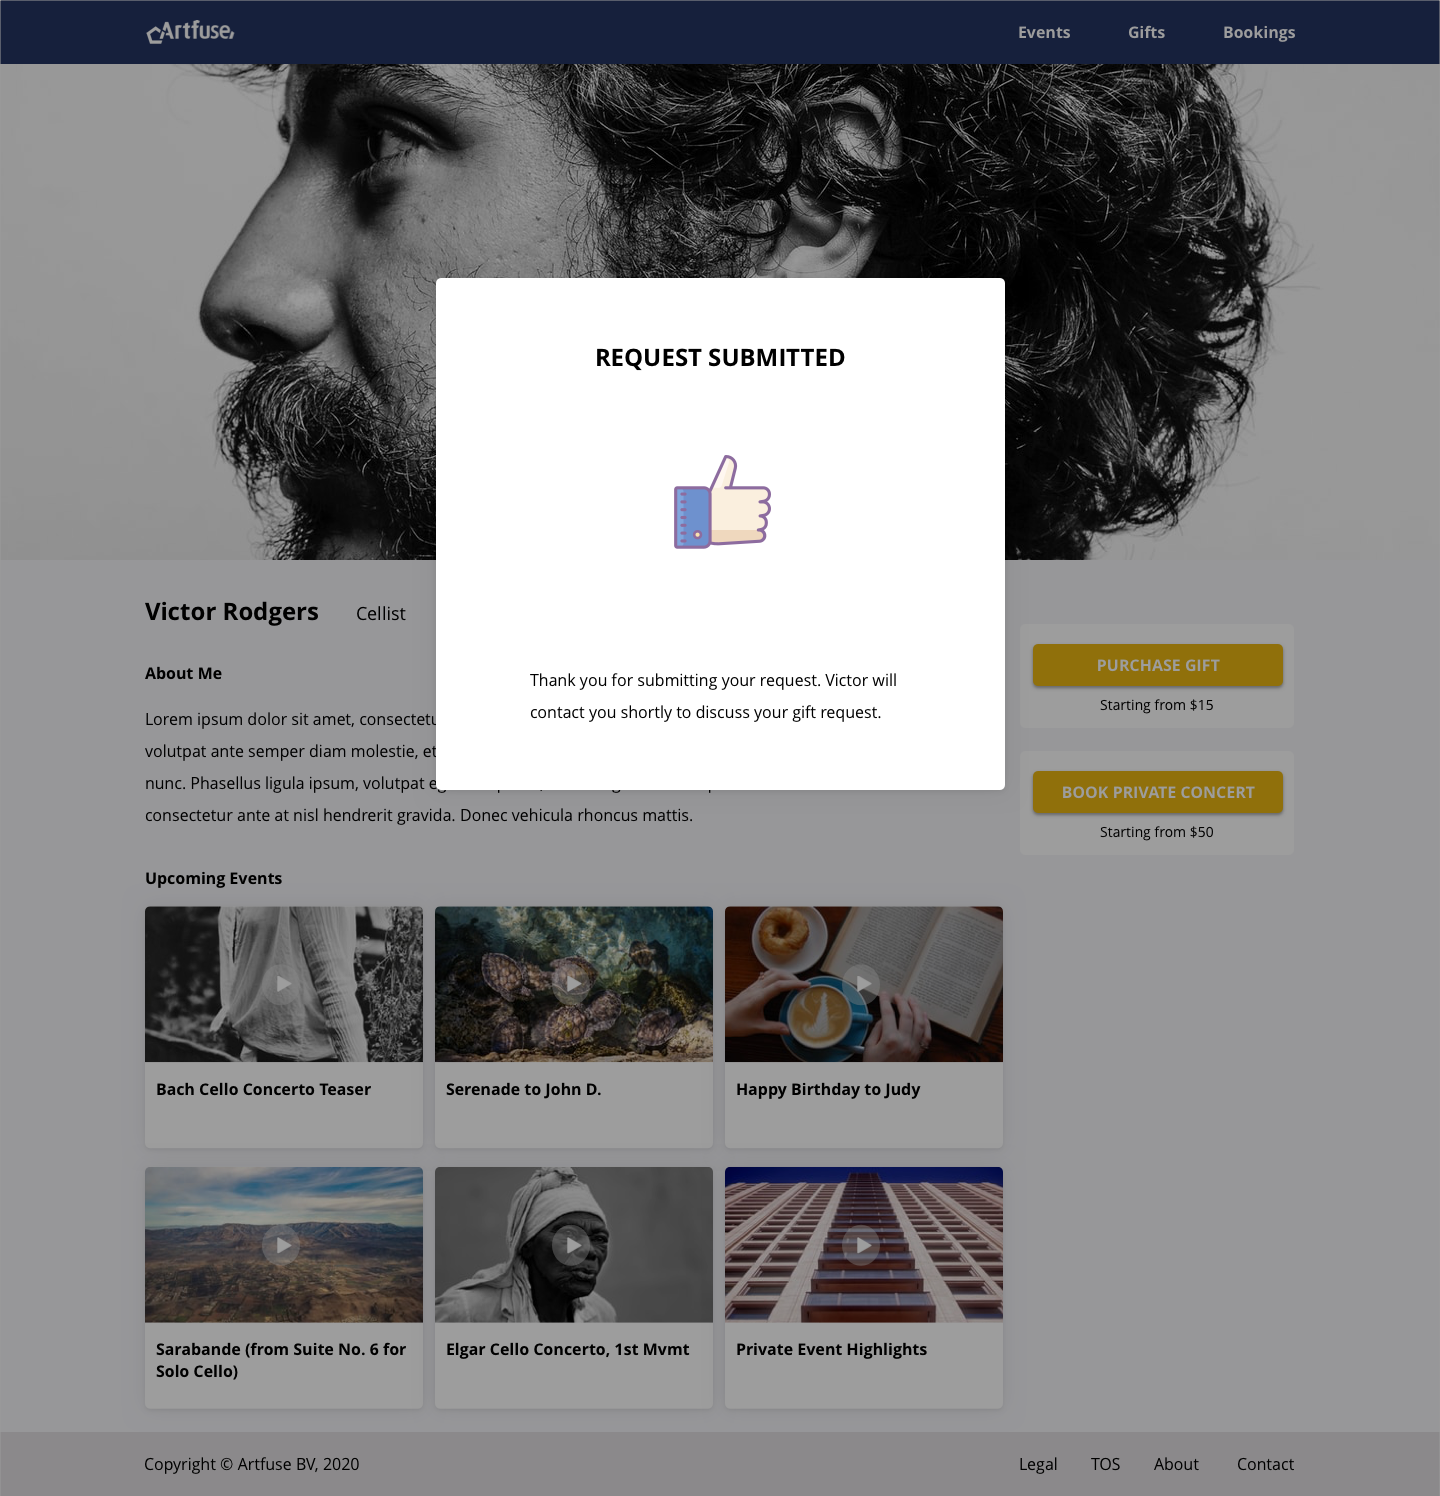 Artfuse
Events
Gifts
Bookings
REQUEST SUBMITTED
Thank you for submitting your request. Victor will
contact you shortly to discuss your gift request.
Victor Rodgers
Cellist
About Me
Lorem ipsum dolor sit amet, consectetu
volutpat ante semper diam molestie, et
nunc. Phasellus ligula ipsum, volutpat
consectetur ante at nisl hendrerit gravida. Donec vehicula rhoncus mattis.
PURCHASE GIFT
Starting from $15
BOOK PRIVATE CONCERT
Starting from $50
Upcoming Events
Bach Cello Concerto Teaser
Serenade to John D.
Happy Birthday to Judy
Sarabande (from Suite No. 6 for
Solo Cello)
Elgar Cello Concerto, 1st Mvmt
Private Event Highlights
Copyright © Artfuse BV, 2020
Legal
TOS
About
Contact